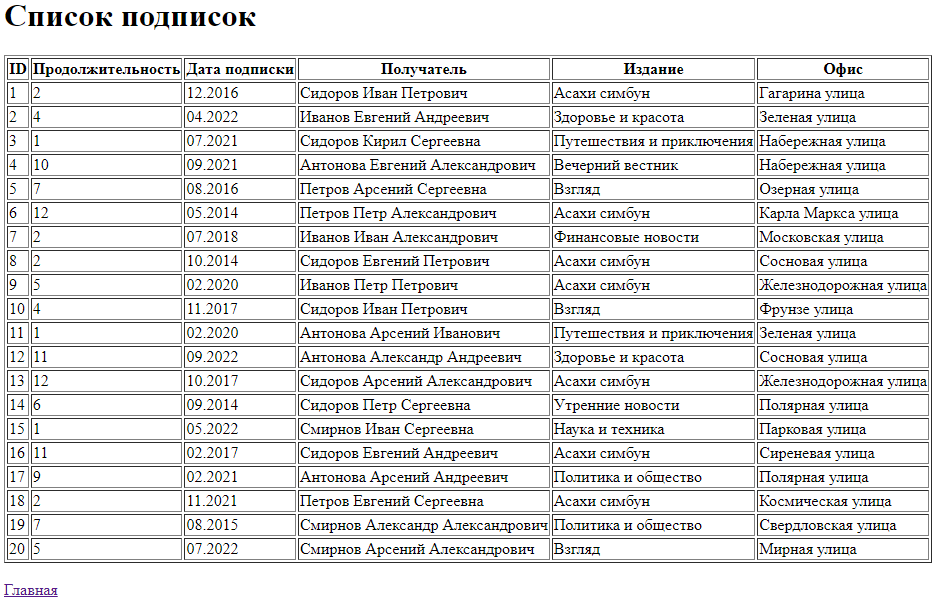 Список подписок
ID Продолжительность Дата подписки Получатель Издание Офис
1 2 12.2016 Сидоров Иван Петрович Асахи симбун Гагарина улица
2 4 04.2022 Иванов Евгений Андреевич Здоровье и красота Зеленая улица
3 1 07.2021 Сидоров Кирил Сергеевна Путешествия и приключения Набережная улица
4 10 09.2021 Антонова Евгений Александрович Вечерний вестник Набережная улица
5 7 08.2016 Петров Арсений Сергеевна Взгляд Озерная улица
6 12 05.2014 Петров Петр Александрович Асахи симбун Карла Маркса улица
7 2 07.2018 Иванов Иван Александрович Финансовые новости Московская улица
8 2 10.2014 Сидоров Евгений Петрович Асахи симбун Сосновая улица
9 5 02.2020 Иванов Петр Петрович Асахи симбун Железнодорожная улица
10 4 11.2017 Сидоров Иван Петрович Взгляд Фрунзе улица
11 1 02.2020 Антонова Арсений Иванович Путешествия и приключения Зеленая улица
12 11 09.2022 Антонова Александр Андреевич Здоровье и красота Сосновая улица
13 12 10.2017 Сидоров Арсений Александрович Асахи симбун Железнодорожная улица
14 6 09.2014 Сидоров Петр Сергеевна Утренние новости Полярная улица
15 1 05.2022 Смирнов Иван Сергеевна Наука и техника Парковая улица
16 11 02.2017 Сидоров Евгений Андреевич Асахи симбун Сиреневая улица
17 9 02.2021 Антонова Арсений Андреевич Политика и общество Полярная улица
18 2 11.2021 Петров Евгений Сергеевна Асахи симбун Космическая улица
19 7 08.2015 Смирнов Александр Александрович Политика и общество Свердловская улица
20 5 07.2022 Смирнов Арсений Александрович Взгляд Мирная улица
Главная